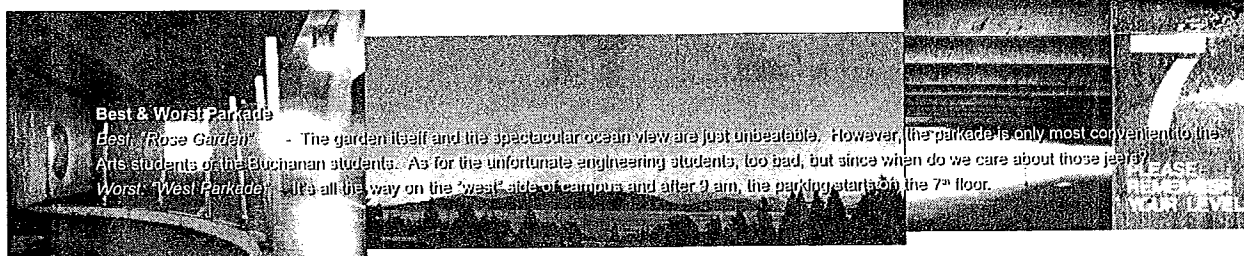 Best & Worst Parkade
Best: "Rose Garden" - The garden itself and the spectacular ocean view are just unbeatable. However, the parkade is only most convenient to the
Arts students or the Buchanan students. As for the unfortunate engineering students, too bad, but since when do we care about those jeers?
Worst: "West Parkade" - It's all the way on the "west" side of campus and after 9 am, the parking starts on the 7th floor.
7
PLEASE
REMEMBER
YOUR LEVEL